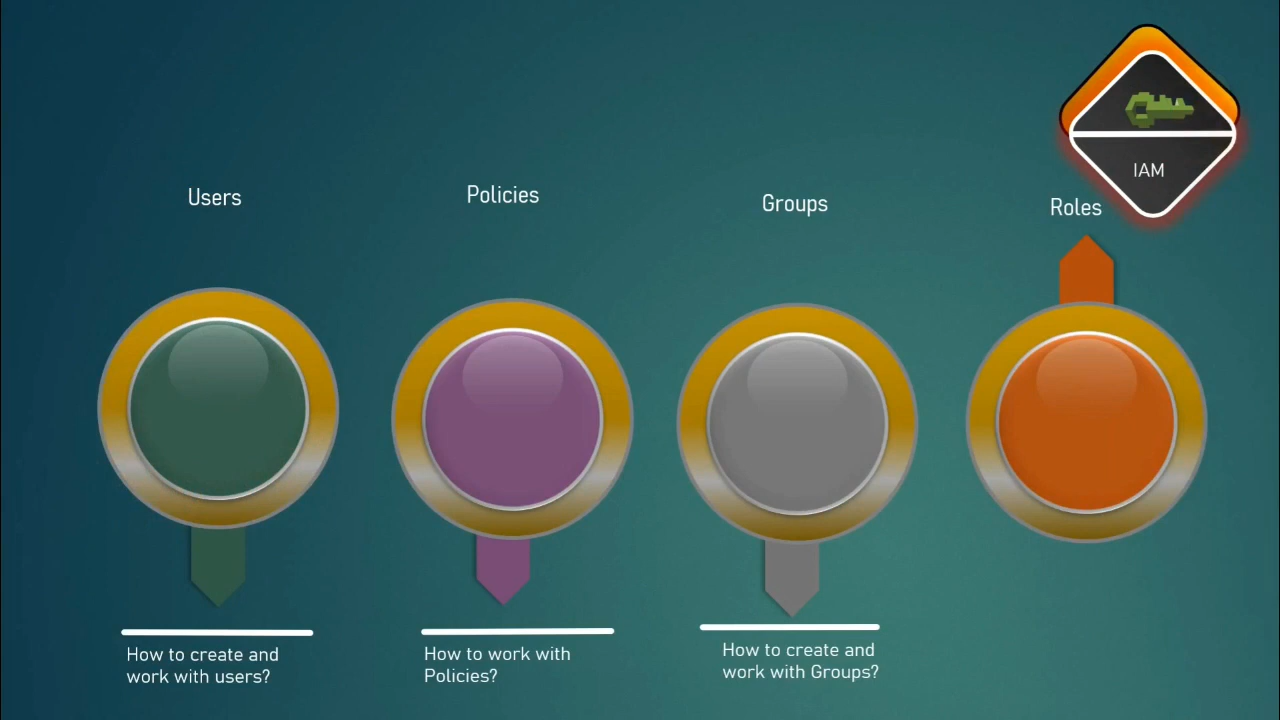 IAM
Users
Policies
Groups
Roles
How to create and
work with users?
How to work with
Policies?
How to create and
work with Groups?